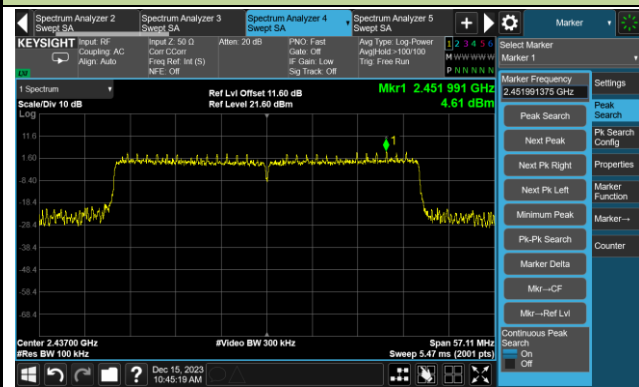 Spectrum Analyzer 2
Swept SA
Spectrum Analyzer 3
Swept SA
Spectrum Analyzer 4
Swept SA
Spectrum Analyzer 5
Swept SA
+
Marker
KEYSIGHT
Input: RF
Coupling: AC
Align: Auto
Input Z: 50 Ω
Corr CCorr
Freq Ref: Int (S)
NFE: Off
Atten: 20 dB
PNO: Fast
Gate: Off
IF Gain: Low
Sig Track: Off
Avg Type: Log-Power
Avg|Hold:>100/100
Trig: Free Run
1 2 3 4 5 6
M W W W W W
P N N N N N
Select Marker
Marker 1
LXI
1 Spectrum
Scale/Div 10 dB
Log
Ref Lvl Offset 11.60 dB
Ref Level 21.60 dBm
Mkr1 2.451 991 GHz
4.61 dBm
11.6
1.60
-8.40
-18.4
-28.4
-38.4
-48.4
-58.4
-68.4
1
Center 2.43700 GHz
#Res BW 100 kHz
#Video BW 300 kHz
Span 57.11 MHz
Sweep 5.47 ms (2001 pts)
Marker Frequency
2.451991375 GHz
Peak Search
Next Peak
Next Pk Right
Next Pk Left
Minimum Peak
Pk-Pk Search
Marker Delta
Mkr→CF
Mkr→Ref Lvl
Continuous Peak
Search
On
Off
Settings
Peak
Search
Pk Search
Config
Properties
Marker
Function
Marker→
Counter
?
Dec 15, 2023
10:45:19 AM